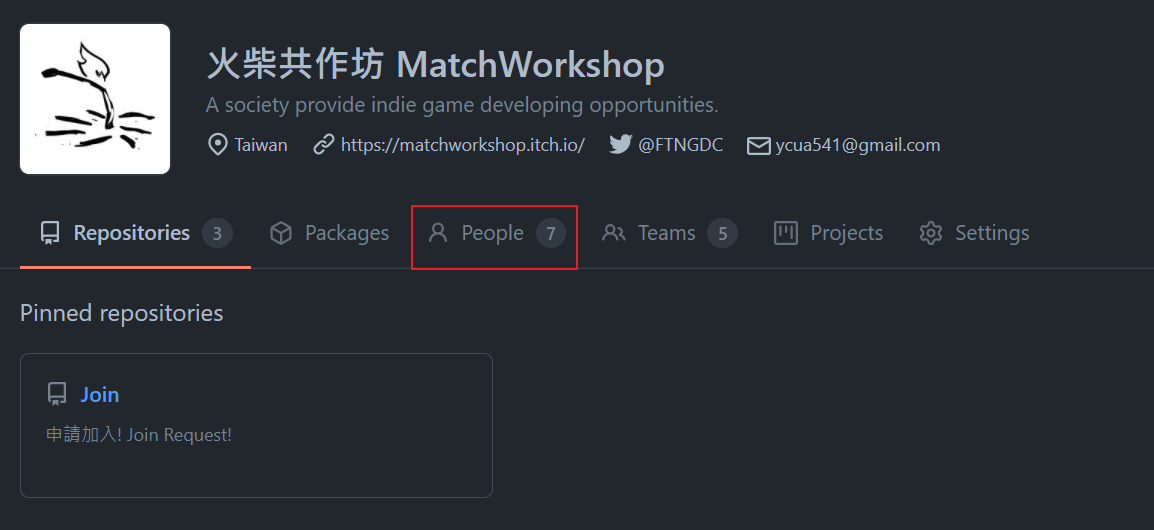 火柴共作坊 MatchWorkshop
A society provide indie game developing opportunities.
Taiwan https://matchworkshop.itch.io/ @FTNGDC ycua541@gmail.com
Repositories 3 Packages People 7 Teams 5 Projects Settings
Pinned repositories
Join
申請加入! Join Request!